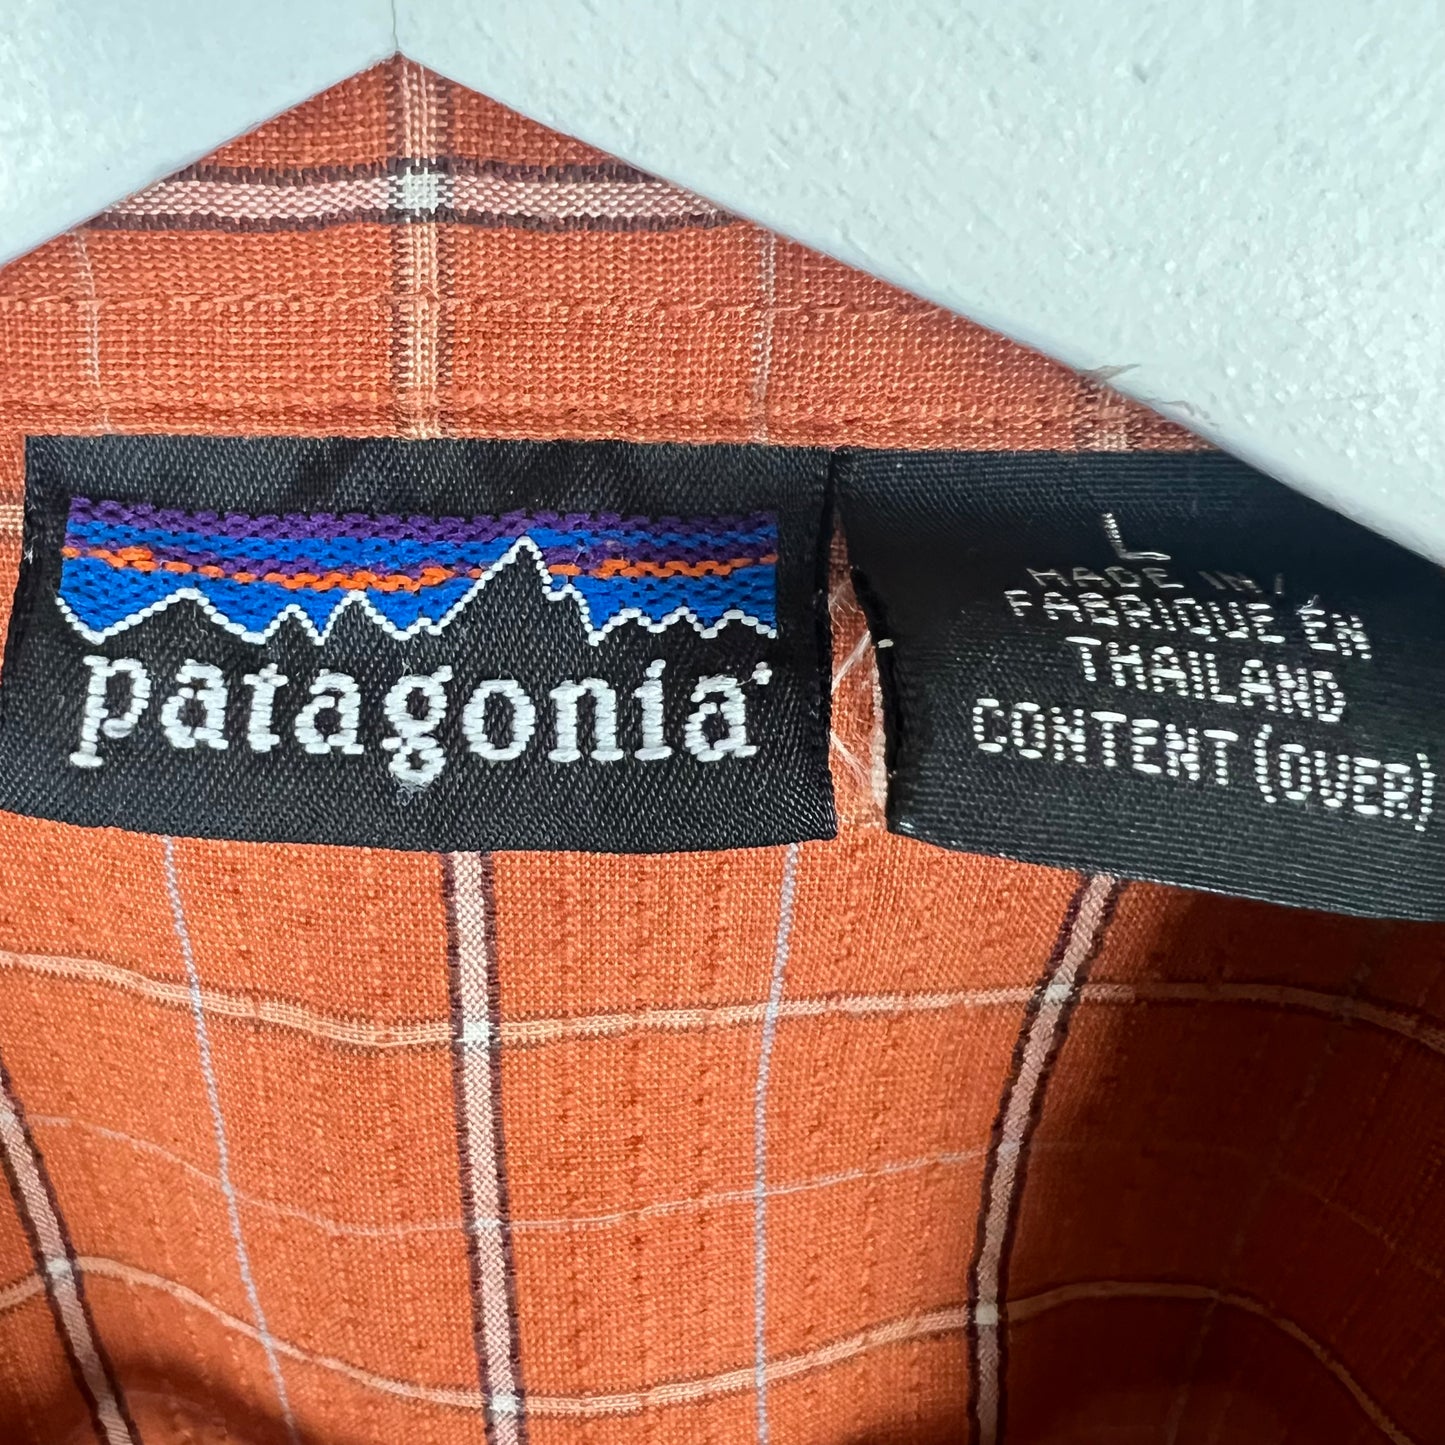 patagonia
L
MADE IN/
FABRIQUE EN
THAILAND
CONTENT (OVER)